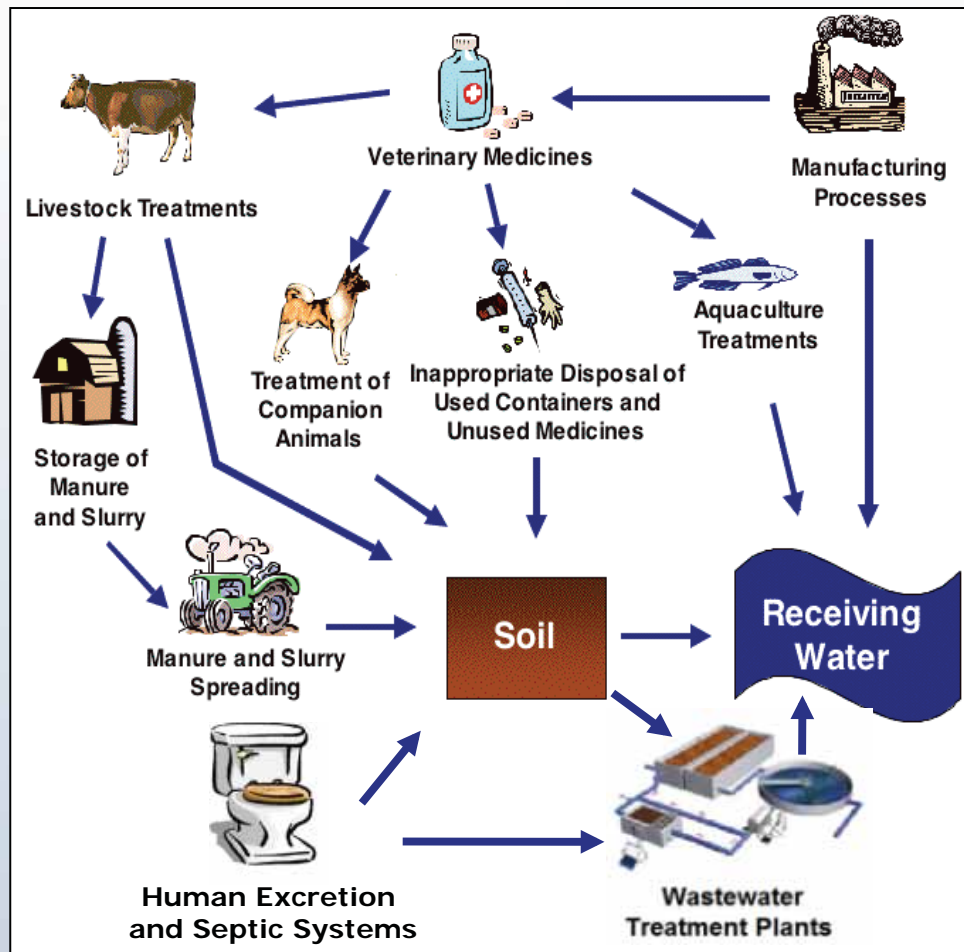 Veterinary Medicines
Manufacturing
Processes
Livestock Treatments
Aquaculture
Treatments
Treatment of
Companion
Animals
Inappropriate Disposal of
Used Containers and
Unused Medicines
Storage of
Manure
and Slurry
Soil
Receiving
Water
Manure and Slurry
Spreading
Human Excretion
and Septic Systems
Wastewater
Treatment Plants